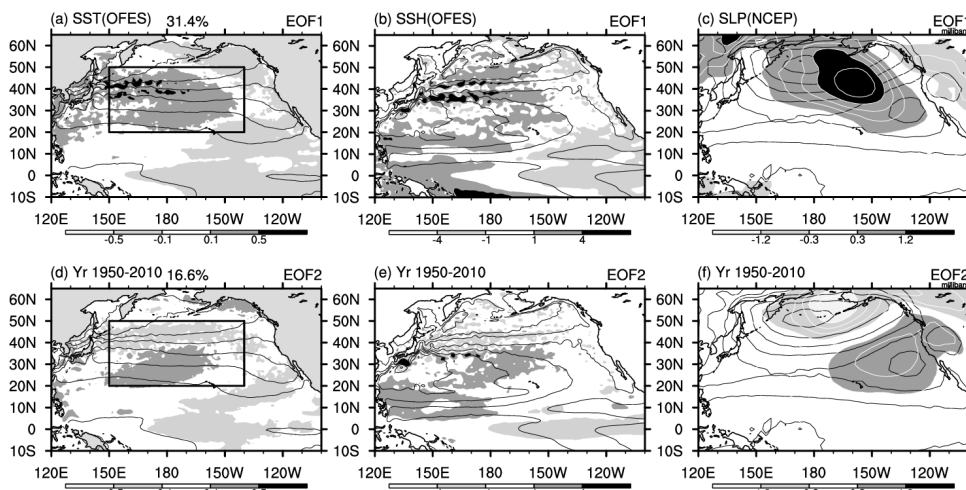 (a) SST(OFES) 31.4% EOF1
(b) SSH(OFES) EOF1
(c) SLP(NCEP) EOF1
60N 60N 60N
50N 50N 50N
40N 40N 40N
30N 30N 30N
20N 20N 20N
10N 10N 10N
0 0 0
10S 10S 10S
120E 150E 180 150W 120W
120E 150E 180 150W 120W
120E 150E 180 150W 120W
-0.5 -0.1 0.1 0.5
-4 -1 1 4
-1.2 -0.3 0.3 1.2
(d) Yr 1950-2010 16.6% EOF2
(e) Yr 1950-2010 EOF2
(f) Yr 1950-2010 EOF2
60N 60N 60N
50N 50N 50N
40N 40N 40N
30N 30N 30N
20N 20N 20N
10N 10N 10N
0 0 0
10S 10S 10S
120E 150E 180 150W 120W
120E 150E 180 150W 120W
120E 150E 180 150W 120W